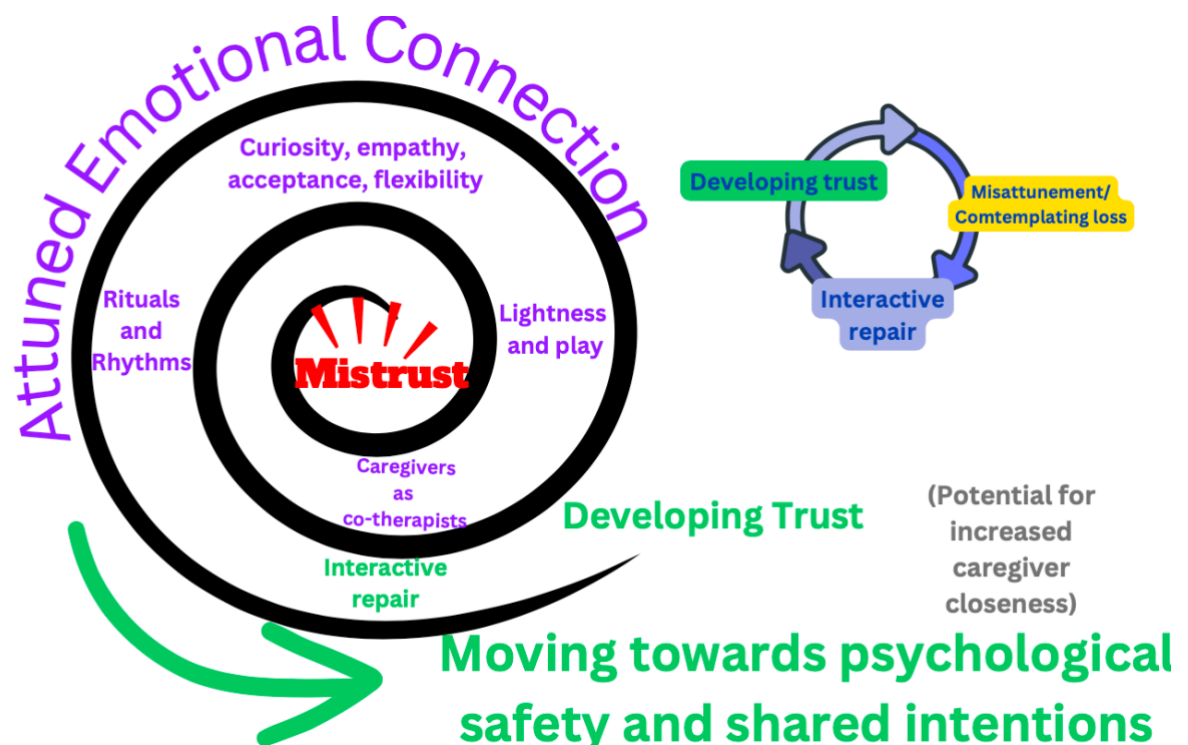 Attuned Emotional Connection
Curiosity, empathy,
acceptance, flexibility
Rituals
and
Rhythms
Lightness
and play
Mistrust
Caregivers
as
co-therapists
Interactive
repair
Developing trust
Misattunement/
Comtemplating loss
Interactive
repair
Developing Trust
(Potential for
increased
caregiver
closeness)
Moving towards psychological
safety and shared intentions